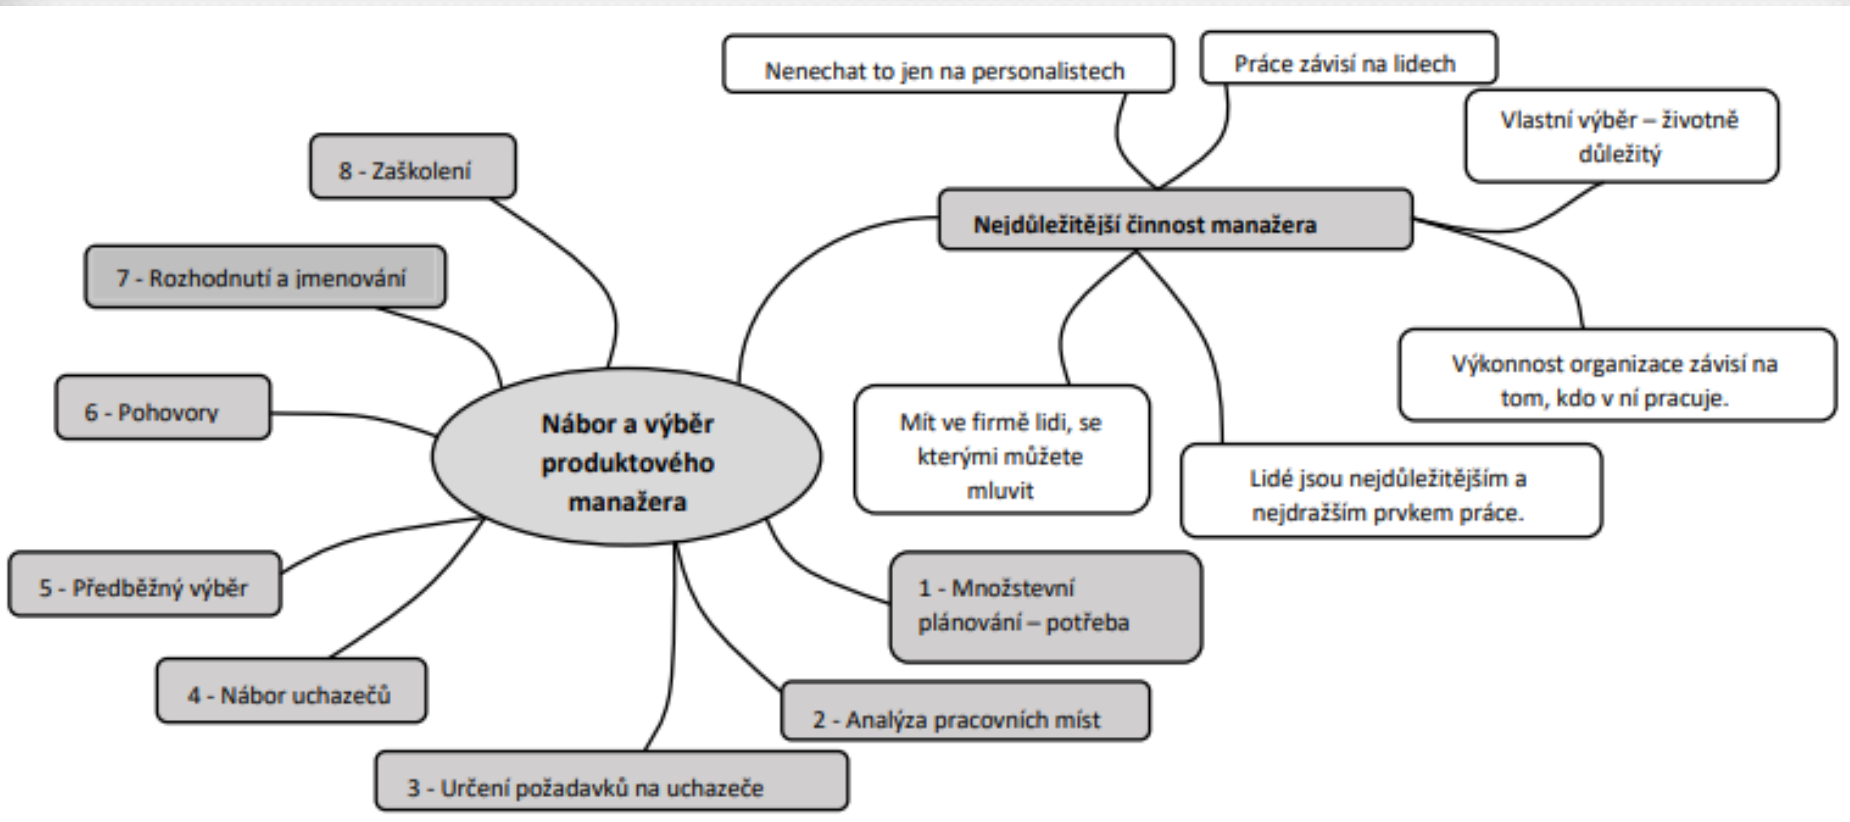 Nenechat to jen na personalistech
Práce závisí na lidech
Vlastní výběr – životně
důležitý
8 - Zaškolení
Nejdůležitější činnost manažera
7 - Rozhodnutí a jmenování
Výkonnost organizace závisí na
tom, kdo v ní pracuje.
6 - Pohovory
Nábor a výběr
produktového
manažera
Mít ve firmě lidi, se
kterými můžete
mluvit
Lidé jsou nejdůležitějším a
nejdražším prvkem práce.
5 - Předběžný výběr
1 - Množstevní
plánování – potřeba
4 - Nábor uchazečů
2 - Analýza pracovních míst
3 - Určení požadavků na uchazeče